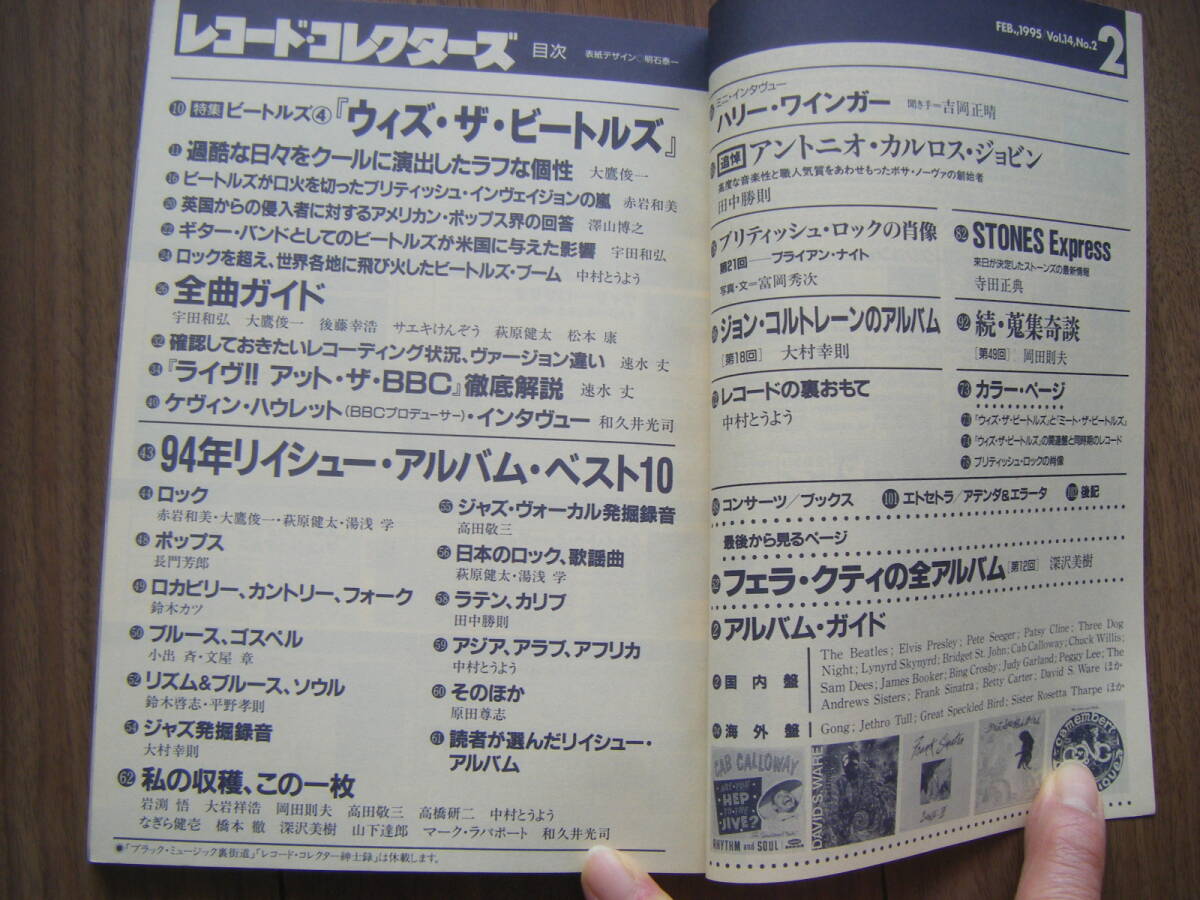 レコード・コレクターズ 目次 表紙デザイン○明石泰一
⑩ 特集 ビートルズ④『ウィズ・ザ・ビートルズ』
⑪ 過酷な日々をクールに演出したラフな個性 大鷹俊一
⑯ ビートルズが口火を切ったブリティッシュ・インヴェイジョンの嵐 赤岩和美
⑳ 英国からの侵入者に対するアメリカン・ポップス界の回答 澤山博之
㉒ ギター・バンドとしてのビートルズが米国に与えた影響 宇田和弘
㉔ ロックを超え、世界各地に飛び火したビートルズ・ブーム 中村とうよう
㉖ 全曲ガイド
宇田和弘 大鷹俊一 後藤幸浩 サエキけんぞう 萩原健太 松本 康
㉜ 確認しておきたいレコーディング状況、ヴァージョン違い 速水 丈
㉞ 『ライヴ!! アット・ザ・BBC』徹底解説 速水 丈
㊵ ケヴィン・ハウレット(BBCプロデューサー)・インタヴュー 和久井光司
㊸ 94年リイシュー・アルバム・ベスト10
㊹ ロック
赤岩和美・大鷹俊一・萩原健太・湯浅 学
㊽ ポップス
長門芳郎
㊾ ロカビリー、カントリー、フォーク
鈴木カツ
㊿ ブルース、ゴスペル
小出 斉・文屋 章
52 リズム&ブルース、ソウル
鈴木啓志・平野孝則
54 ジャズ発掘録音
大村幸則
55 ジャズ・ヴォーカル発掘録音
高田敬三
56 日本のロック、歌謡曲
萩原健太・湯浅 学
58 ラテン、カリブ
田中勝則
59 アジア、アラブ、アフリカ
中村とうよう
60 そのほか
原田尊志
61 読者が選んだリイシュー・
アルバム
62 私の収穫、この一枚
岩渕 悟 大岩祥浩 岡田則夫 高田敬三 高橋研二 中村とうよう
なぎら健壱 橋本 徹 深沢美樹 山下達郎 マーク・ラパポート 和久井光司
●「ブラック・ミュージック裏街道」「レコード・コレクター紳士録」は休載します。
FEB.,1995/Vol.14,No.2 2
ミニ・インタヴュー
ハリー・ワインガー 聞き手=吉岡正晴
追悼 アントニオ・カルロス・ジョビン
高度な音楽性と職人気質をあわせもったボサ・ノーヴァの創始者
田中勝則
ブリティッシュ・ロックの肖像
第21回──ブライアン・ナイト
写真・文=富岡秀次
ジョン・コルトレーンのアルバム
[第18回] 大村幸則
レコードの裏おもて
中村とうよう
82 STONES Express
来日が決定したストーンズの最新情報
寺田正典
92 続・蒐集奇談
[第49回] 岡田則夫
73 カラー・ページ
73 『ウィズ・ザ・ビートルズ』と『ミート・ザ・ビートルズ』
74 『ウィズ・ザ・ビートルズ』の関連盤と同時期のレコード
75 ブリティッシュ・ロックの肖像
コンサーツ/ブックス 101 エトセトラ/アデンダ&エラータ 102 後記
最後から見るページ
フェラ・クティの全アルバム [第12回] 深沢美樹
② アルバム・ガイド
② 国内盤
The Beatles; Elvis Presley; Pete Seeger; Patsy Cline; Three Dog
Night; Lynyrd Skynyrd; Bridget St. John; Cab Calloway; Chuck Willis;
Sam Dees; James Booker; Bing Crosby; Judy Garland; Peggy Lee; The
Andrews Sisters; Frank Sinatra; Betty Carter; David S. Ware ほか
海外盤
Gong; Jethro Tull; Great Speckled Bird; Sister Rosetta Tharpe ほか
CAB CALLOWAY
HEP
TO THE
JIVE?
RHYTHM and SOUL
DAVID S. WARE
Frank Sinatra
camembert